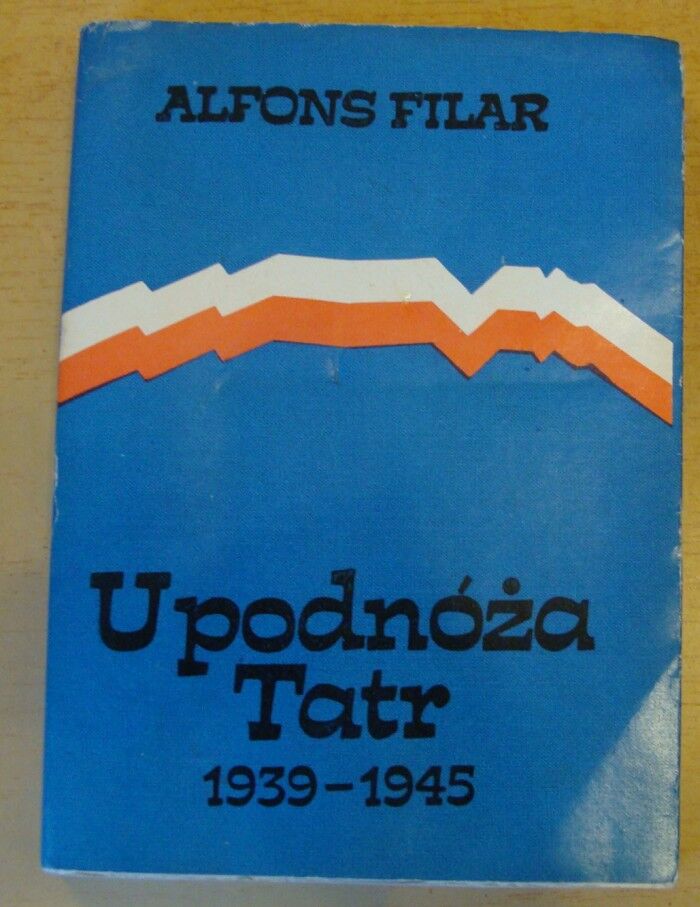 ALFONS FILAR
U podnóża
Tatr
1939-1945